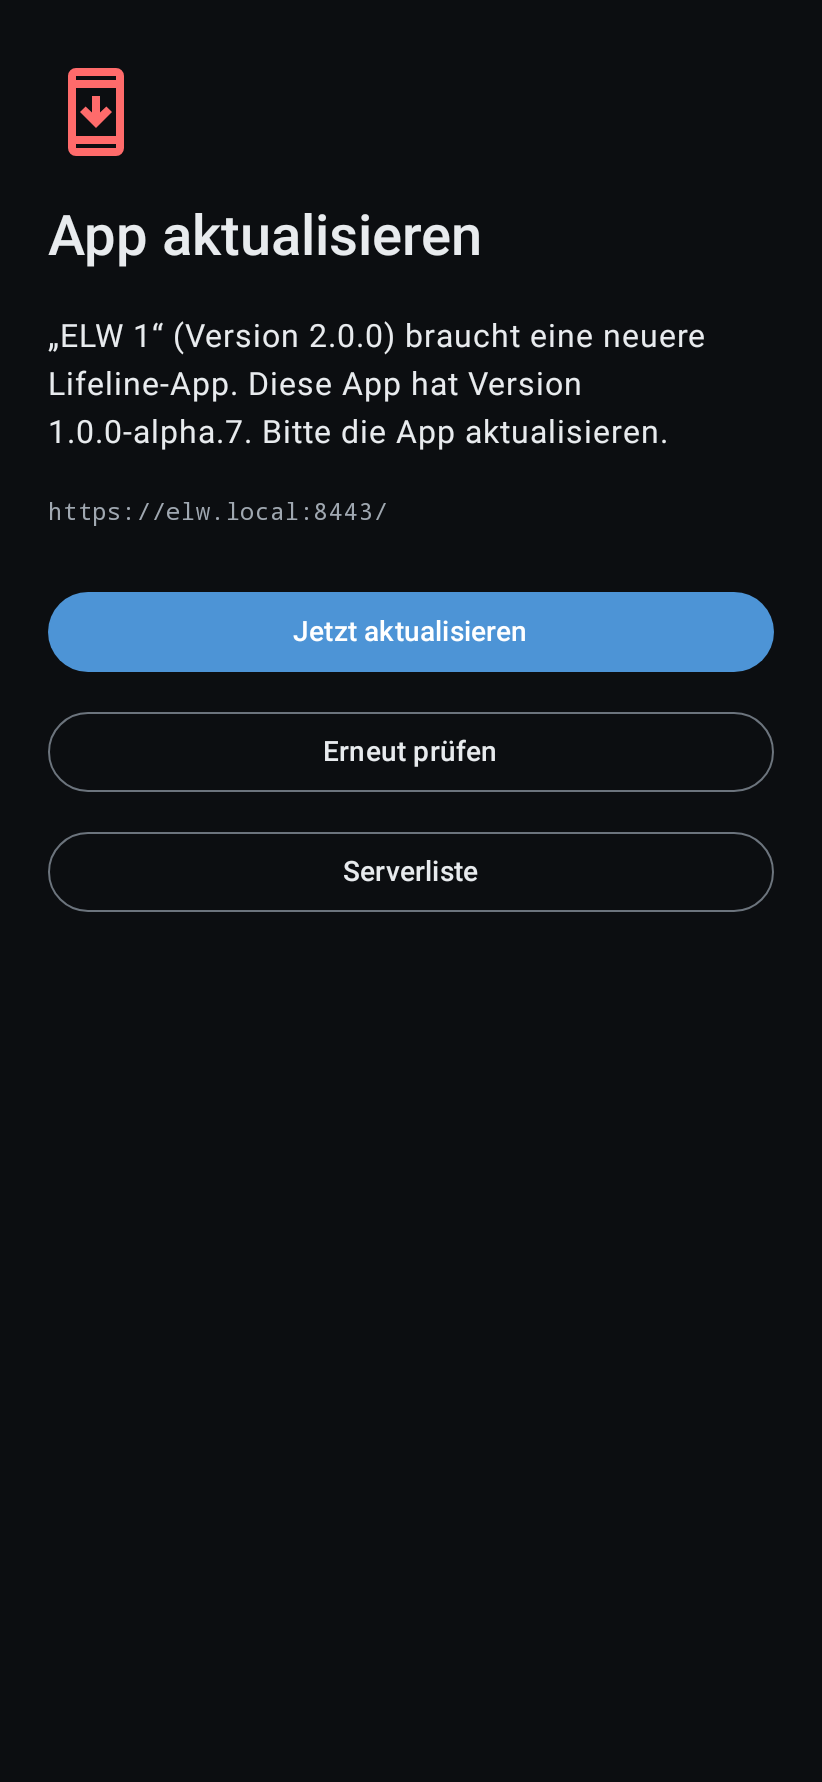 App aktualisieren
„ELW 1“ (Version 2.0.0) braucht eine neuere
Lifeline-App. Diese App hat Version
1.0.0-alpha.7. Bitte die App aktualisieren.
https://elw.local:8443/
Jetzt aktualisieren
Erneut prüfen
Serverliste